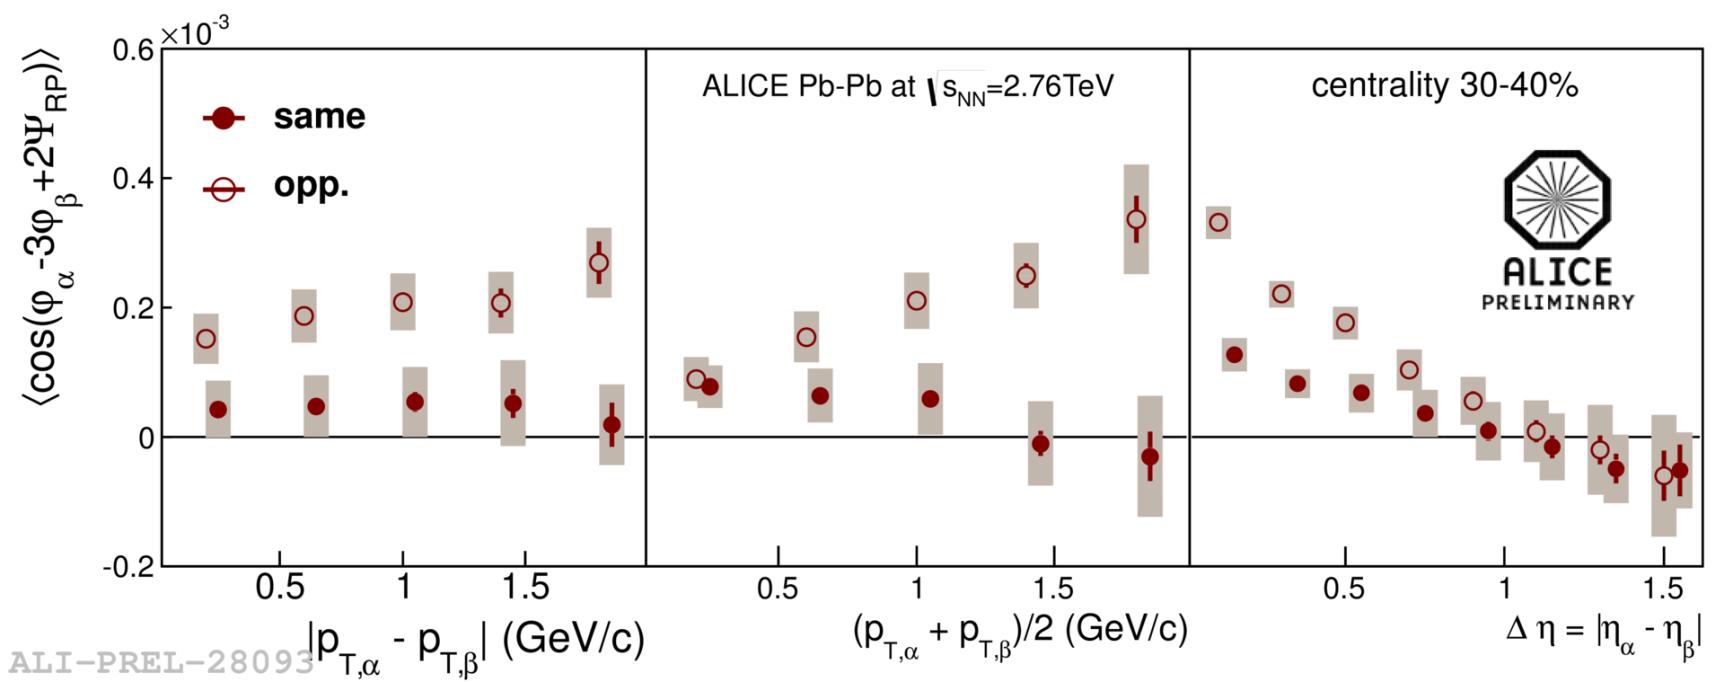 ×10⁻³
⟨cos(φα-3φβ+2ΨRP)⟩
0.6
0.4
0.2
0
-0.2
same
opp.
ALICE Pb-Pb at √sNN=2.76TeV
centrality 30-40%
ALICE
PRELIMINARY
0.5 1 1.5
0.5 1 1.5
0.5 1 1.5
|pT,α - pT,β| (GeV/c)
(pT,α + pT,β)/2 (GeV/c)
Δ η = |ηα - ηβ|
ALI-PREL-28093